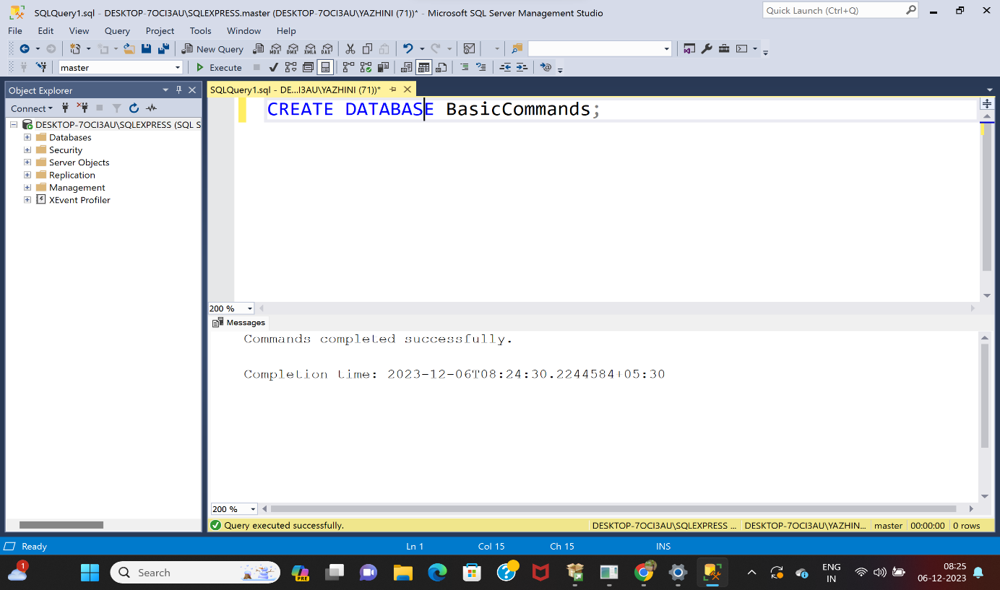 SQLQuery1.sql - DESKTOP-7OCI3AU\SQLEXPRESS.master (DESKTOP-7OCI3AU\YAZHINI (71))* - Microsoft SQL Server Management Studio
Quick Launch (Ctrl+Q)
File Edit View Query Project Tools Window Help
New Query MDX DMX XMLA DAX
master Execute
Object Explorer
SQLQuery1.sql - DE...I3AU\YAZHINI (71))*
Connect
CREATE DATABASE BasicCommands;
DESKTOP-7OCI3AU\SQLEXPRESS (SQL S
Databases
Security
Server Objects
Replication
Management
XEvent Profiler
200 %
Messages
Commands completed successfully.
Completion time: 2023-12-06T08:24:30.2244584+05:30
200 %
Query executed successfully. DESKTOP-7OCI3AU\SQLEXPRESS ... DESKTOP-7OCI3AU\YAZHIN... master 00:00:00 0 rows
Ready Ln 1 Col 15 Ch 15 INS
1 Search PRE ENG 08:25
IN 06-12-2023